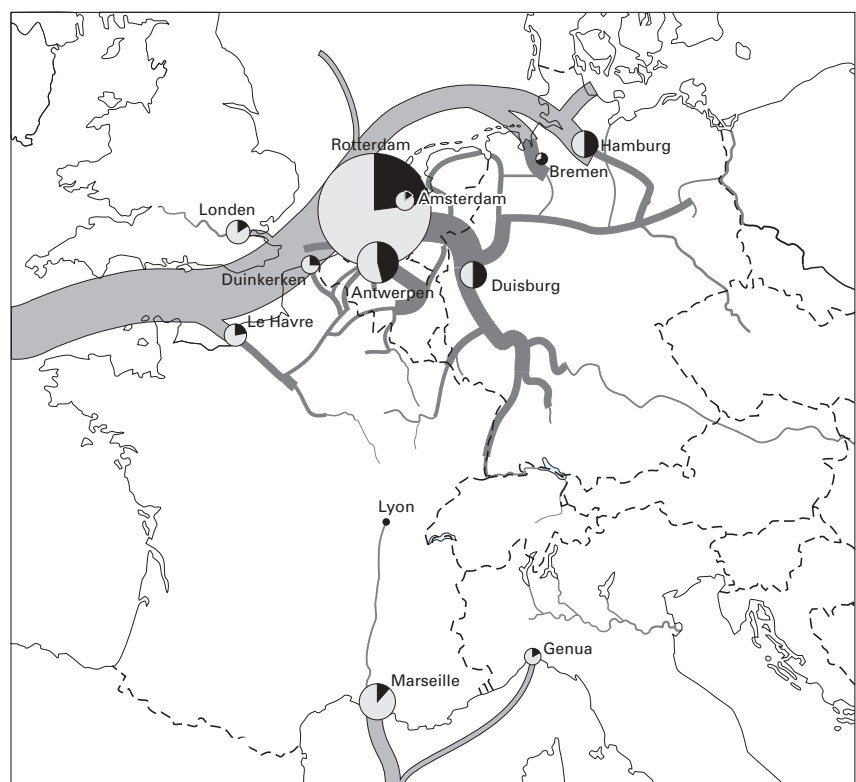 Rotterdam
Hamburg
Bremen
Amsterdam
Londen
Duinkerken
Antwerpen
Duisburg
Le Havre
Lyon
Genua
Marseille